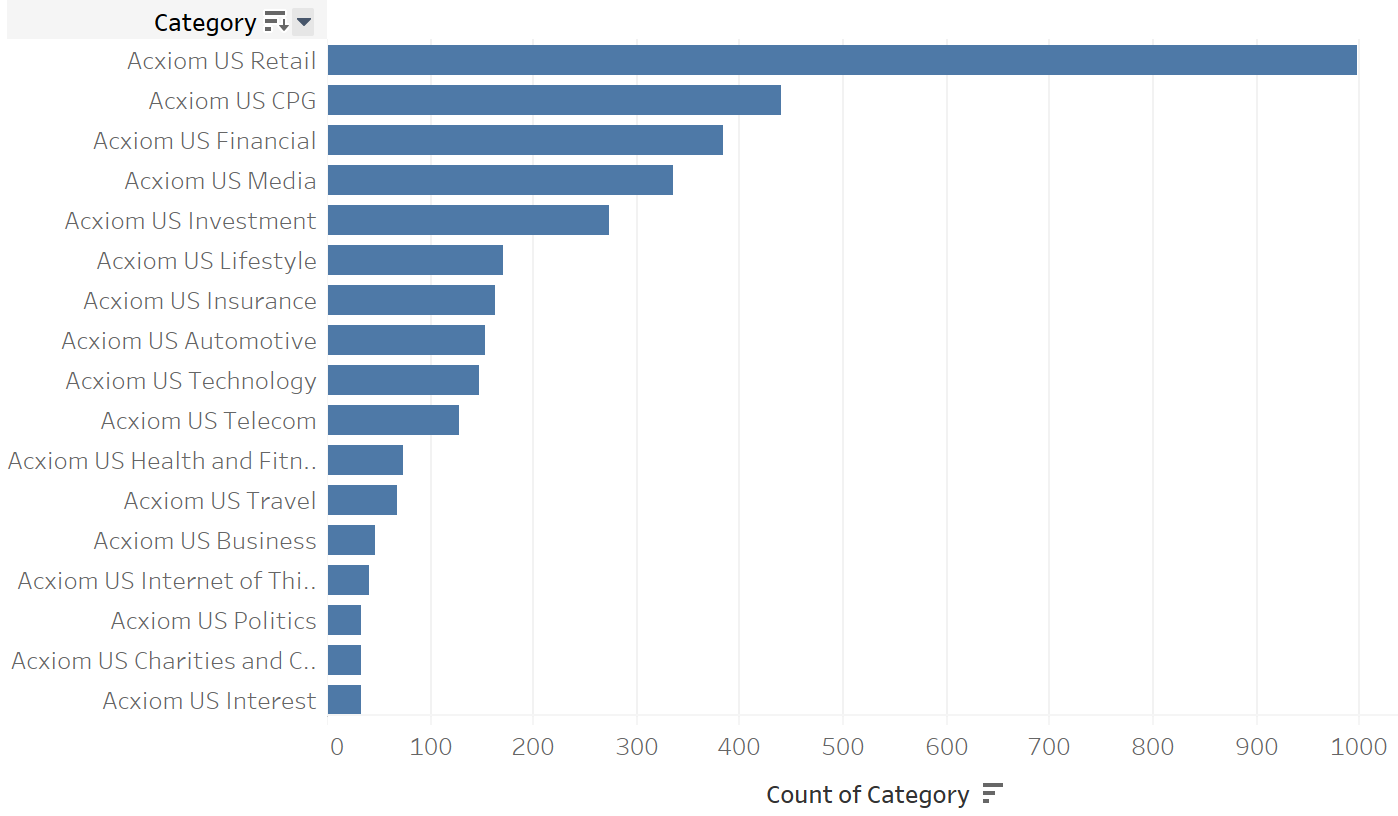 Category
Acxiom US Retail
Acxiom US CPG
Acxiom US Financial
Acxiom US Media
Acxiom US Investment
Acxiom US Lifestyle
Acxiom US Insurance
Acxiom US Automotive
Acxiom US Technology
Acxiom US Telecom
Acxiom US Health and Fitn..
Acxiom US Travel
Acxiom US Business
Acxiom US Internet of Thi..
Acxiom US Politics
Acxiom US Charities and C..
Acxiom US Interest
0 100 200 300 400 500 600 700 800 900 1000
Count of Category